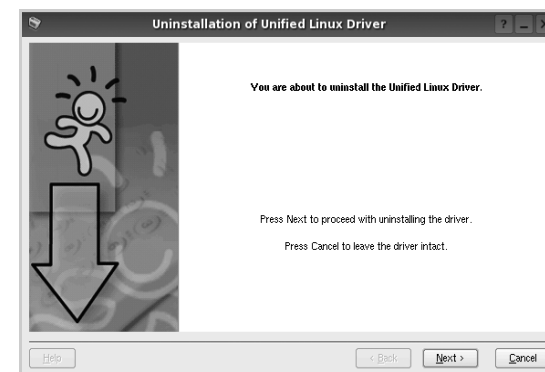 Uninstallation of Unified Linux Driver
You are about to uninstall the Unified Linux Driver.
Press Next to proceed with uninstalling the driver.
Press Cancel to leave the driver intact.
Help
< Back
Next >
Cancel